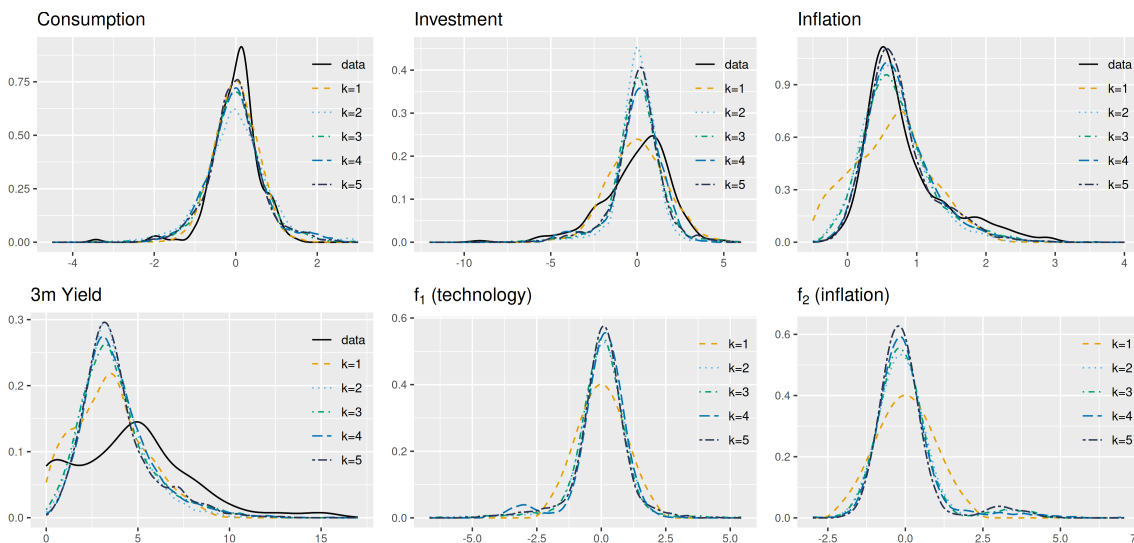 Consumption
0.75
0.50
0.25
0.00
-4
-2
0
2
data
k=1
k=2
k=3
k=4
k=5
Investment
0.4
0.3
0.2
0.1
0.0
-10
-5
0
5
data
k=1
k=2
k=3
k=4
k=5
Inflation
0.9
0.6
0.3
0.0
0
1
2
3
4
data
k=1
k=2
k=3
k=4
k=5
3m Yield
0.3
0.2
0.1
0.0
0
5
10
15
data
k=1
k=2
k=3
k=4
k=5
f₁ (technology)
0.6
0.4
0.2
0.0
-5.0
-2.5
0.0
2.5
5.0
k=1
k=2
k=3
k=4
k=5
f₂ (inflation)
0.6
0.4
0.2
0.0
-2.5
0.0
2.5
5.0
k=1
k=2
k=3
k=4
k=5